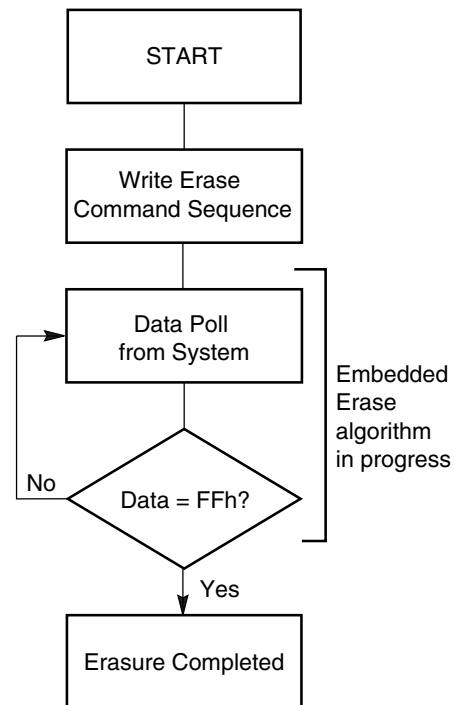 START
Write Erase
Command Sequence
Data Poll
from System
Embedded
Erase
algorithm
in progress
No
Data = FFh?
Yes
Erasure Completed